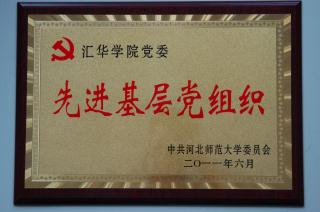 汇华学院党委
先进基层党组织
中共河北师范大学委员会
二〇一一年六月